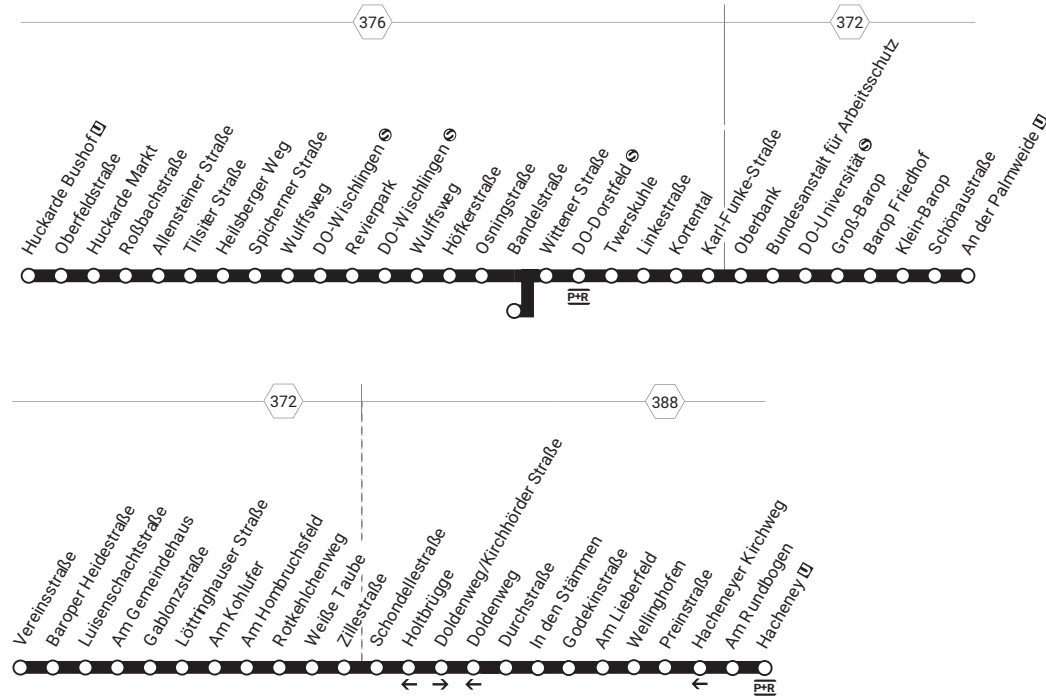 376
372
Huckarde Bushof U
Oberfeldstraße
Huckarde Markt
Roßbachstraße
Allensteiner Straße
Tilsiter Straße
Heilsberger Weg
Spicherner Straße
Wulffsweg
DO-Wischlingen S
Revierpark
DO-Wischlingen S
Wulffsweg
Höfkerstraße
Osningstraße
Bandelstraße
Wittener Straße
DO-Dorstfeld S
Twerskuhle
Linkestraße
Kortental
Karl-Funke-Straße
Oberbank
Bundesanstalt für Arbeitsschutz
DO-Universität S
Groß-Barop
Barop Friedhof
Klein-Barop
Schönaustraße
An der Palmweide U
P+R
372
388
Vereinsstraße
Baroper Heidestraße
Luisenschachtstraße
Am Gemeindehaus
Gablonzstraße
Löttringhauser Straße
Am Kohlufer
Am Hombruchsfeld
Rotkehlchenweg
Weiße Taube
Zillestraße
Schondellestraße
Holtbrügge
Doldenweg/Kirchhörder Straße
Doldenweg
Durchstraße
In den Stämmen
Godekinstraße
Am Lieberfeld
Wellinghofen
Preinstraße
Hacheneyer Kirchweg
Am Rundbogen
Hacheney U
P+R